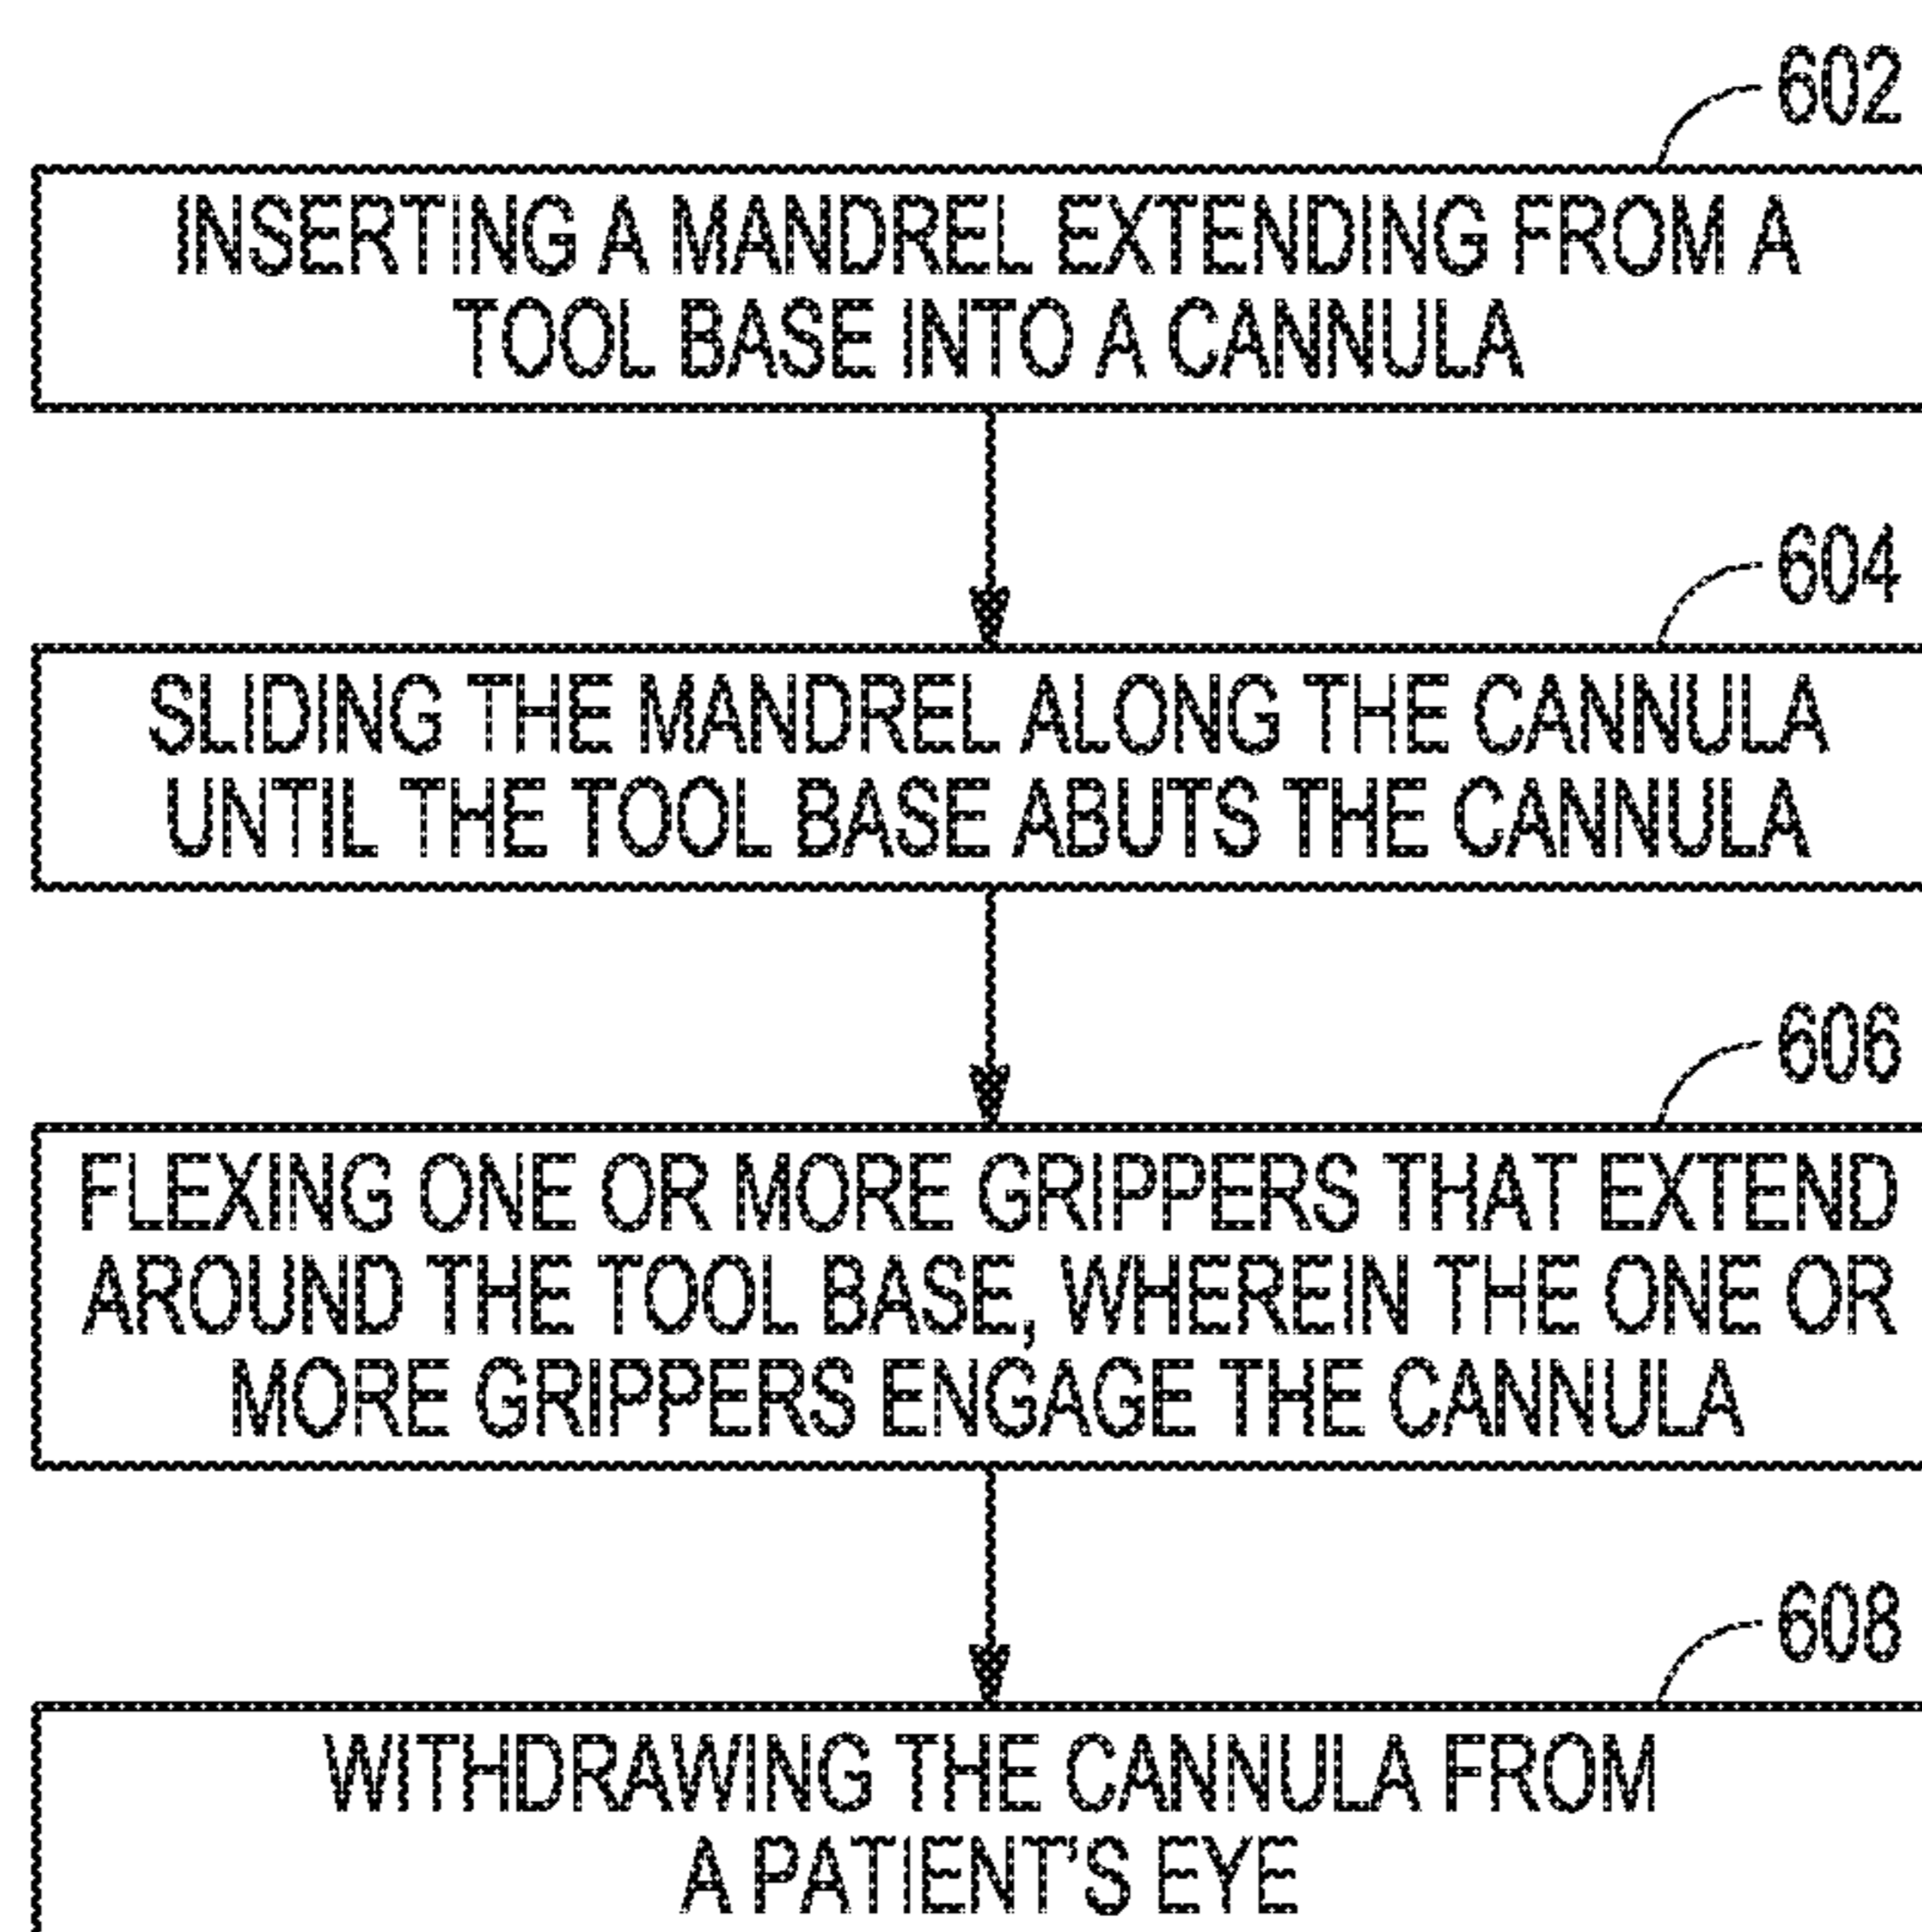 602
INSERTING A MANDREL EXTENDING FROM A
TOOL BASE INTO A CANNULA
604
SLIDING THE MANDREL ALONG THE CANNULA
UNTIL THE TOOL BASE ABUTS THE CANNULA
606
FLEXING ONE OR MORE GRIPPERS THAT EXTEND
AROUND THE TOOL BASE, WHEREIN THE ONE OR
MORE GRIPPERS ENGAGE THE CANNULA
608
WITHDRAWING THE CANNULA FROM
A PATIENT'S EYE